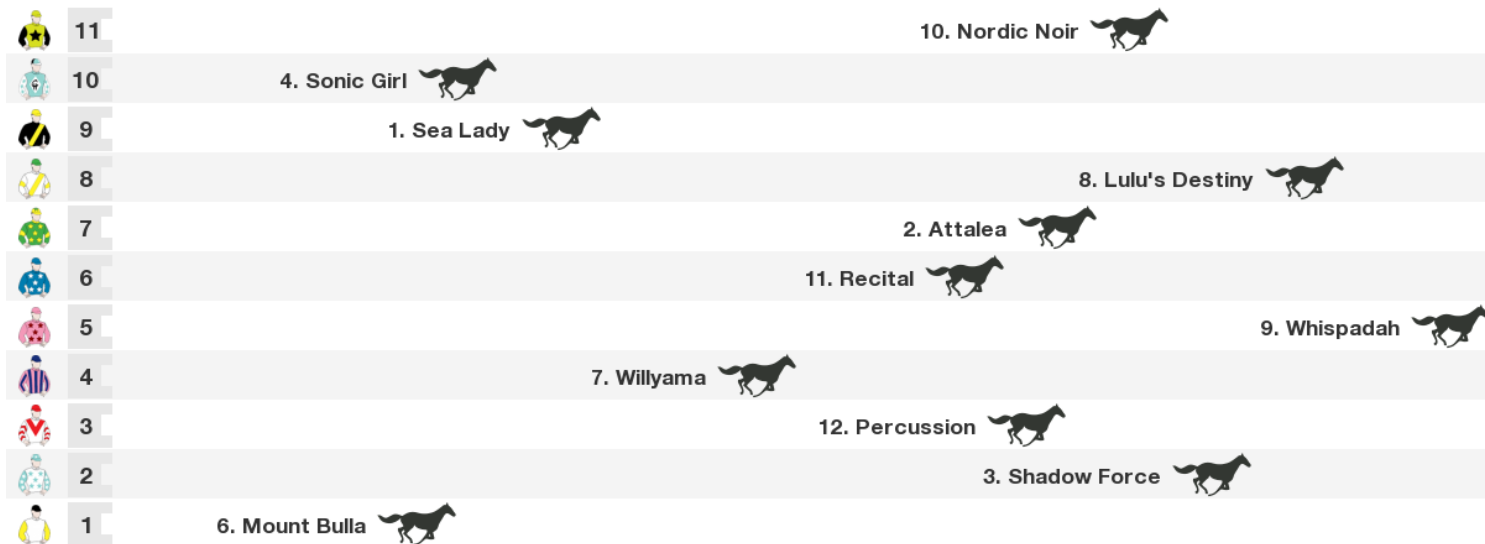 11 10. Nordic Noir
10 4. Sonic Girl
9 1. Sea Lady
8 8. Lulu's Destiny
7 2. Attalea
6 11. Recital
5 9. Whispadah
4 7. Willyama
3 12. Percussion
2 3. Shadow Force
1 6. Mount Bulla